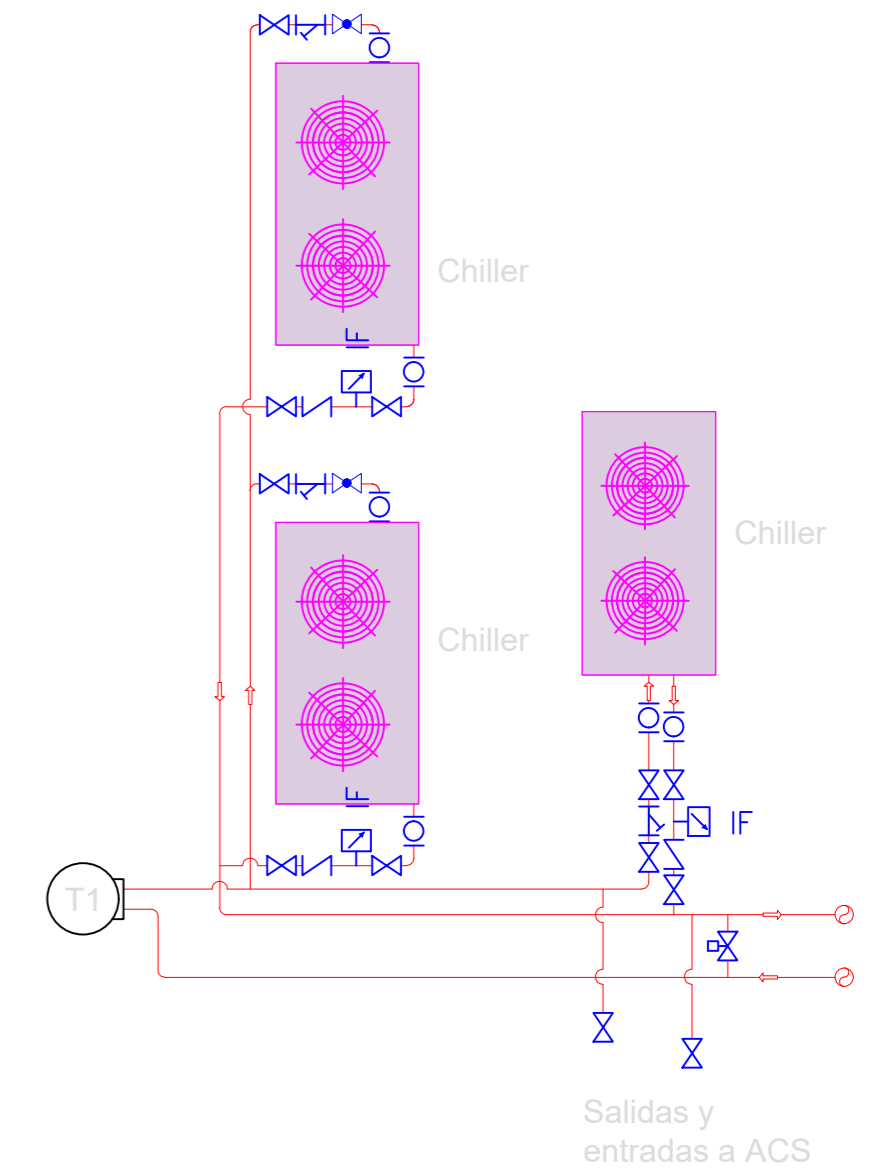 Chiller
IF
Chiller
Chiller
IF
IF
T1
Salidas y
entradas a ACS